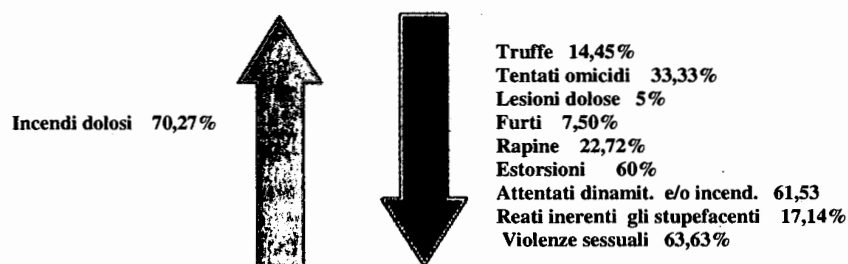 Incendi dolosi 70,27%
Truffe 14,45%
Tentati omicidi 33,33%
Lesioni dolose 5%
Furti 7,50%
Rapine 22,72%
Estorsioni 60%
Attentati dinamit. e/o incend. 61,53
Reati inerenti gli stupefacenti 17,14%
Violenze sessuali 63,63%